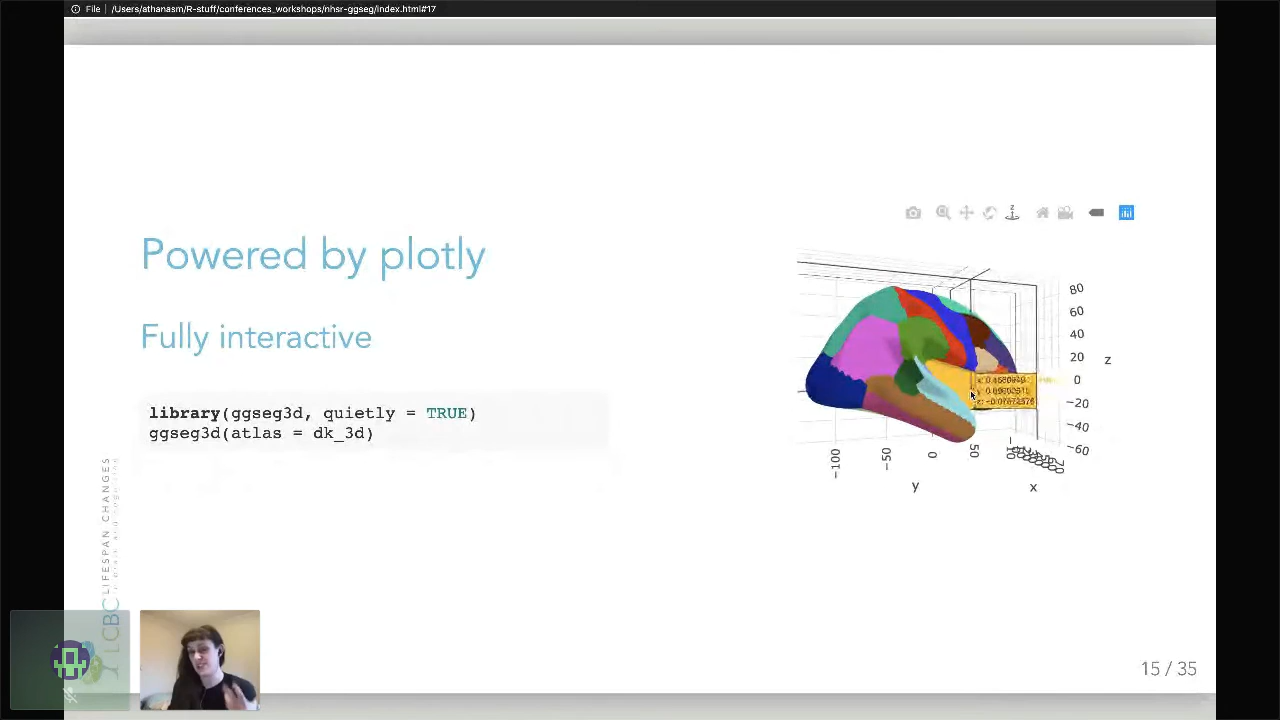 File /Users/athanasm/R-stuff/conferences_workshops/nhsr-ggseg/index.html#17
Powered by plotly
Fully interactive
library(ggseg3d, quietly = TRUE)
ggseg3d(atlas = dk_3d)
z
80
60
40
20
0
−20
−40
−60
z
−100
−50
0
50
y
x
LIFESPAN CHANGES
LCBC
15 / 35